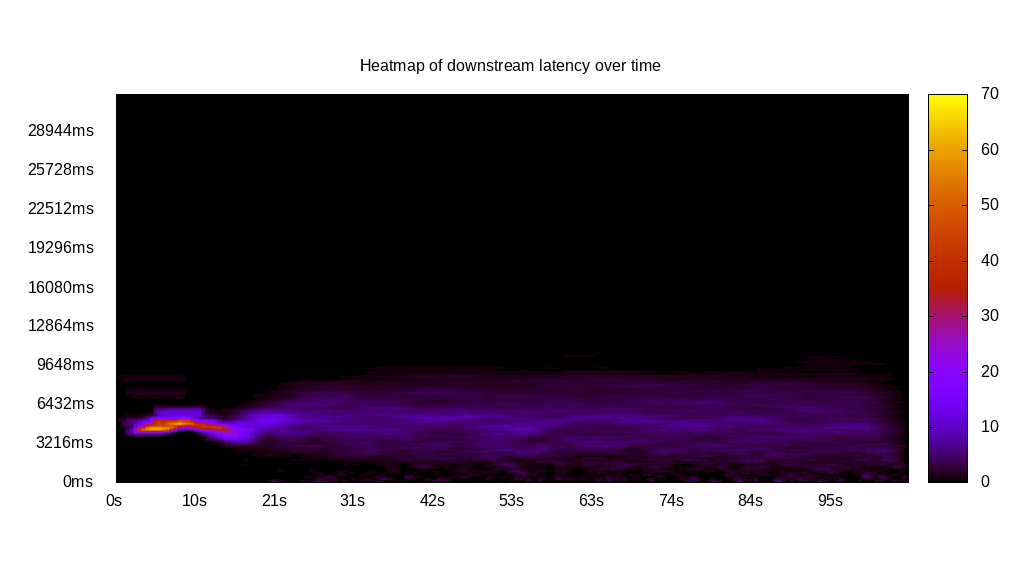 Heatmap of downstream latency over time
28944ms
25728ms
22512ms
19296ms
16080ms
12864ms
9648ms
6432ms
3216ms
0ms
0s 10s 21s 31s 42s 53s 63s 74s 84s 95s
70
60
50
40
30
20
10
0